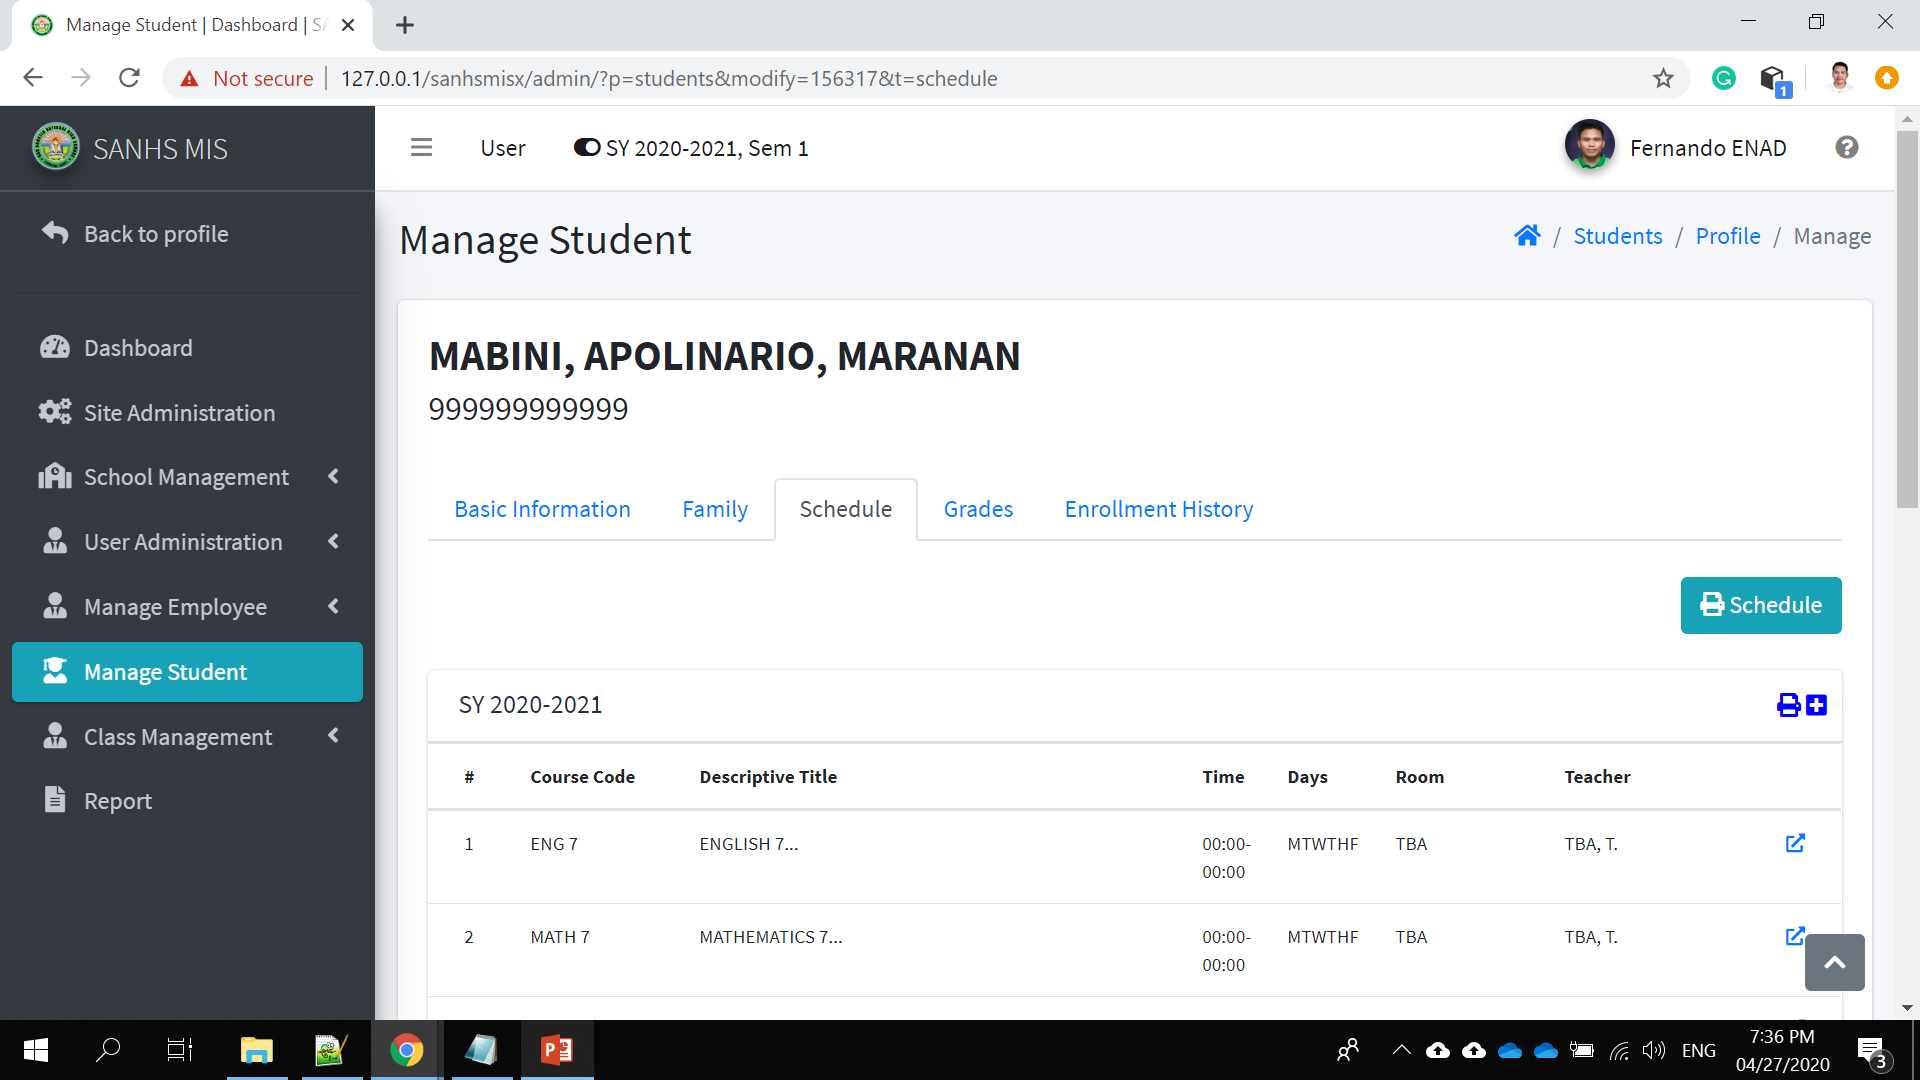 Manage Student | Dashboard | SA
Not secure
127.0.0.1/sanhsmisx/admin/?p=students&modify=156317&t=schedule
1
SANHS MIS
User
SY 2020-2021, Sem 1
Fernando ENAD
Back to profile
Manage Student
/ Students / Profile / Manage
Dashboard
Site Administration
School Management
User Administration
Manage Employee
Manage Student
Class Management
Report
MABINI, APOLINARIO, MARANAN
999999999999
Basic Information
Family
Schedule
Grades
Enrollment History
Schedule
SY 2020-2021
# Course Code Descriptive Title Time Days Room Teacher
1 ENG 7 ENGLISH 7... 00:00-00:00 MTWTHF TBA TBA, T.
2 MATH 7 MATHEMATICS 7... 00:00-00:00 MTWTHF TBA TBA, T.
ENG
7:36 PM
04/27/2020
3